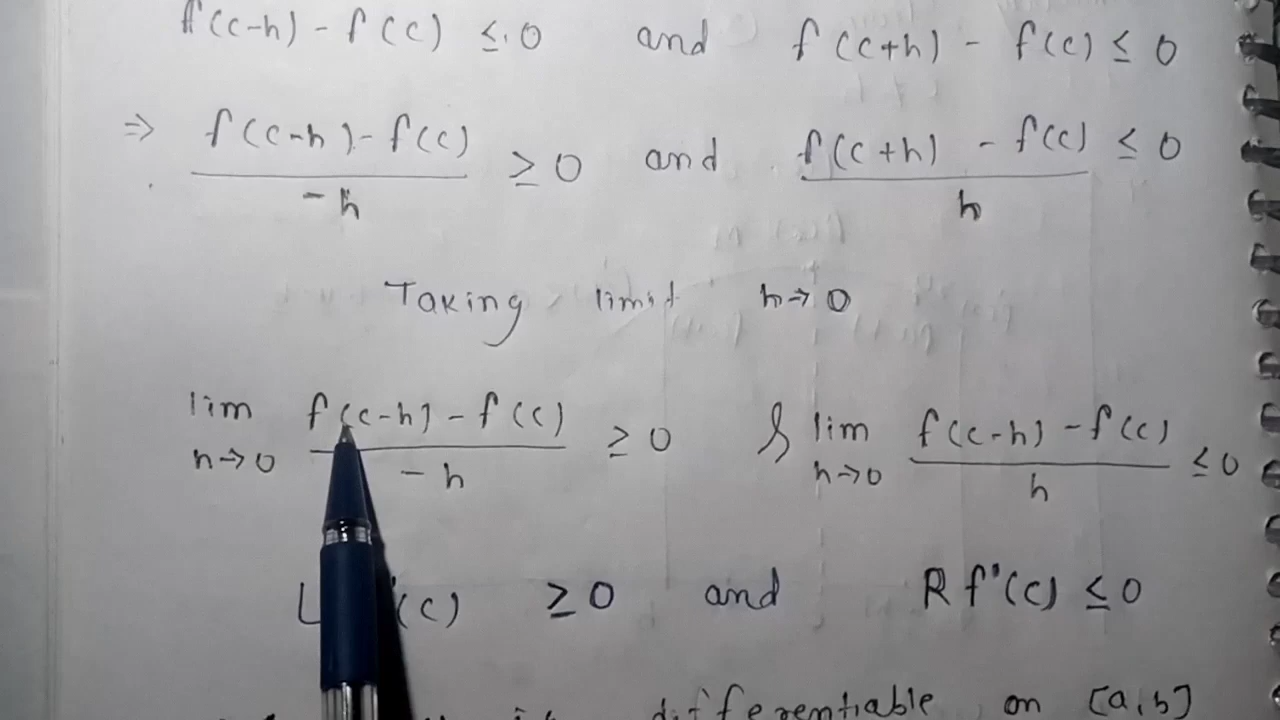 f(c-h) - f(c) ≤ 0 and f(c+h) - f(c) ≤ 0
⇒ f(c-h) - f(c) / -h ≥ 0 and f(c+h) - f(c) / h ≤ 0
Taking limit h→0
lim h→0 f(c-h) - f(c) / -h ≥ 0 & lim h→0 f(c-h) - f(c) / h ≤ 0
L (c) ≥ 0 and R f'(c) ≤ 0
differentiable on [a,b]